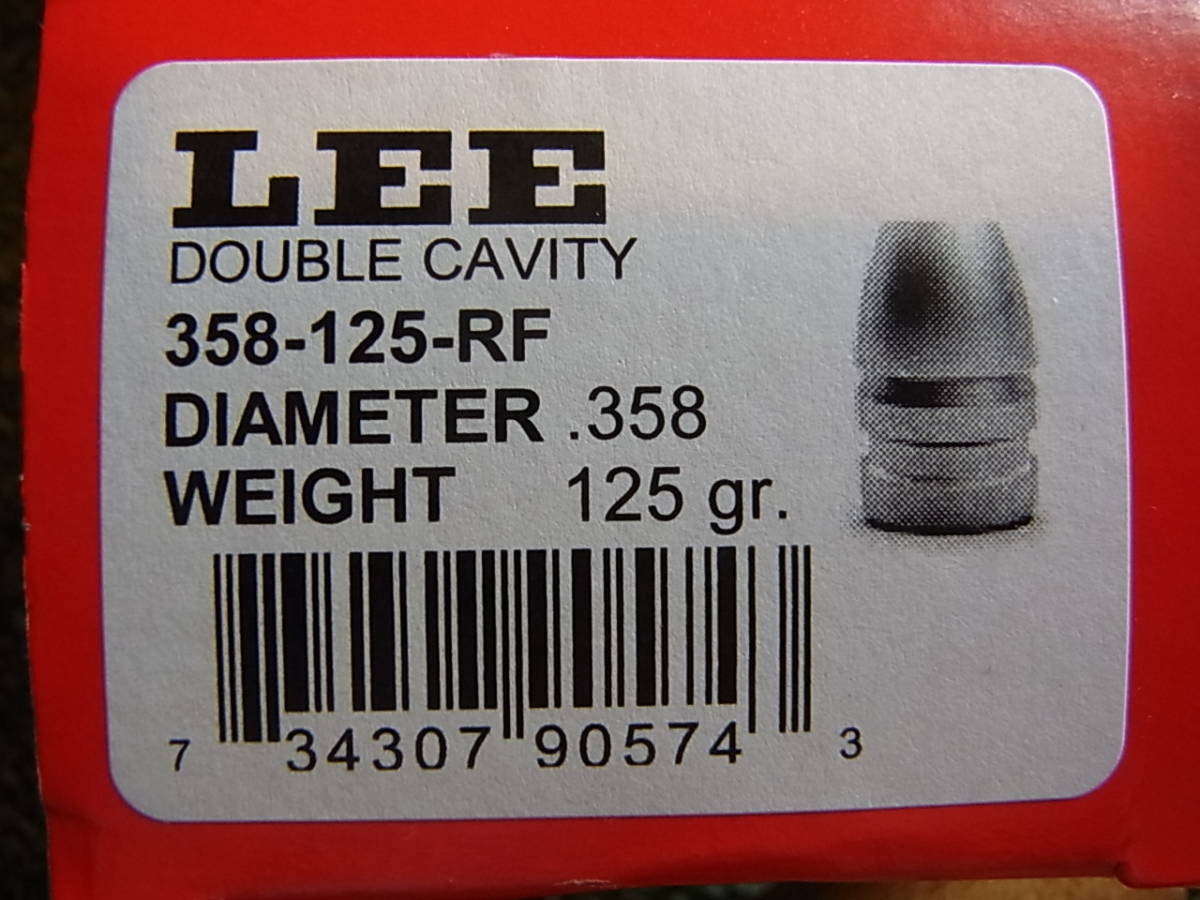 LEE
DOUBLE CAVITY
358-125-RF
DIAMETER .358
WEIGHT 125 gr.
7 34307 90574 3